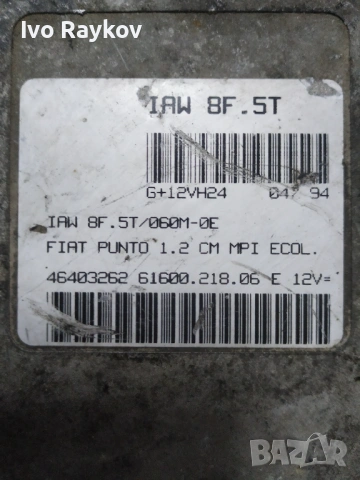 Ivo Raykov
IAW 8F.5T
G+12VH24 04/ 94
IAW 8F.5T/060M-0E
FIAT PUNTO 1.2 CM MPI ECOL.
46403262 61600.218.06 E 12V=
BAZAR